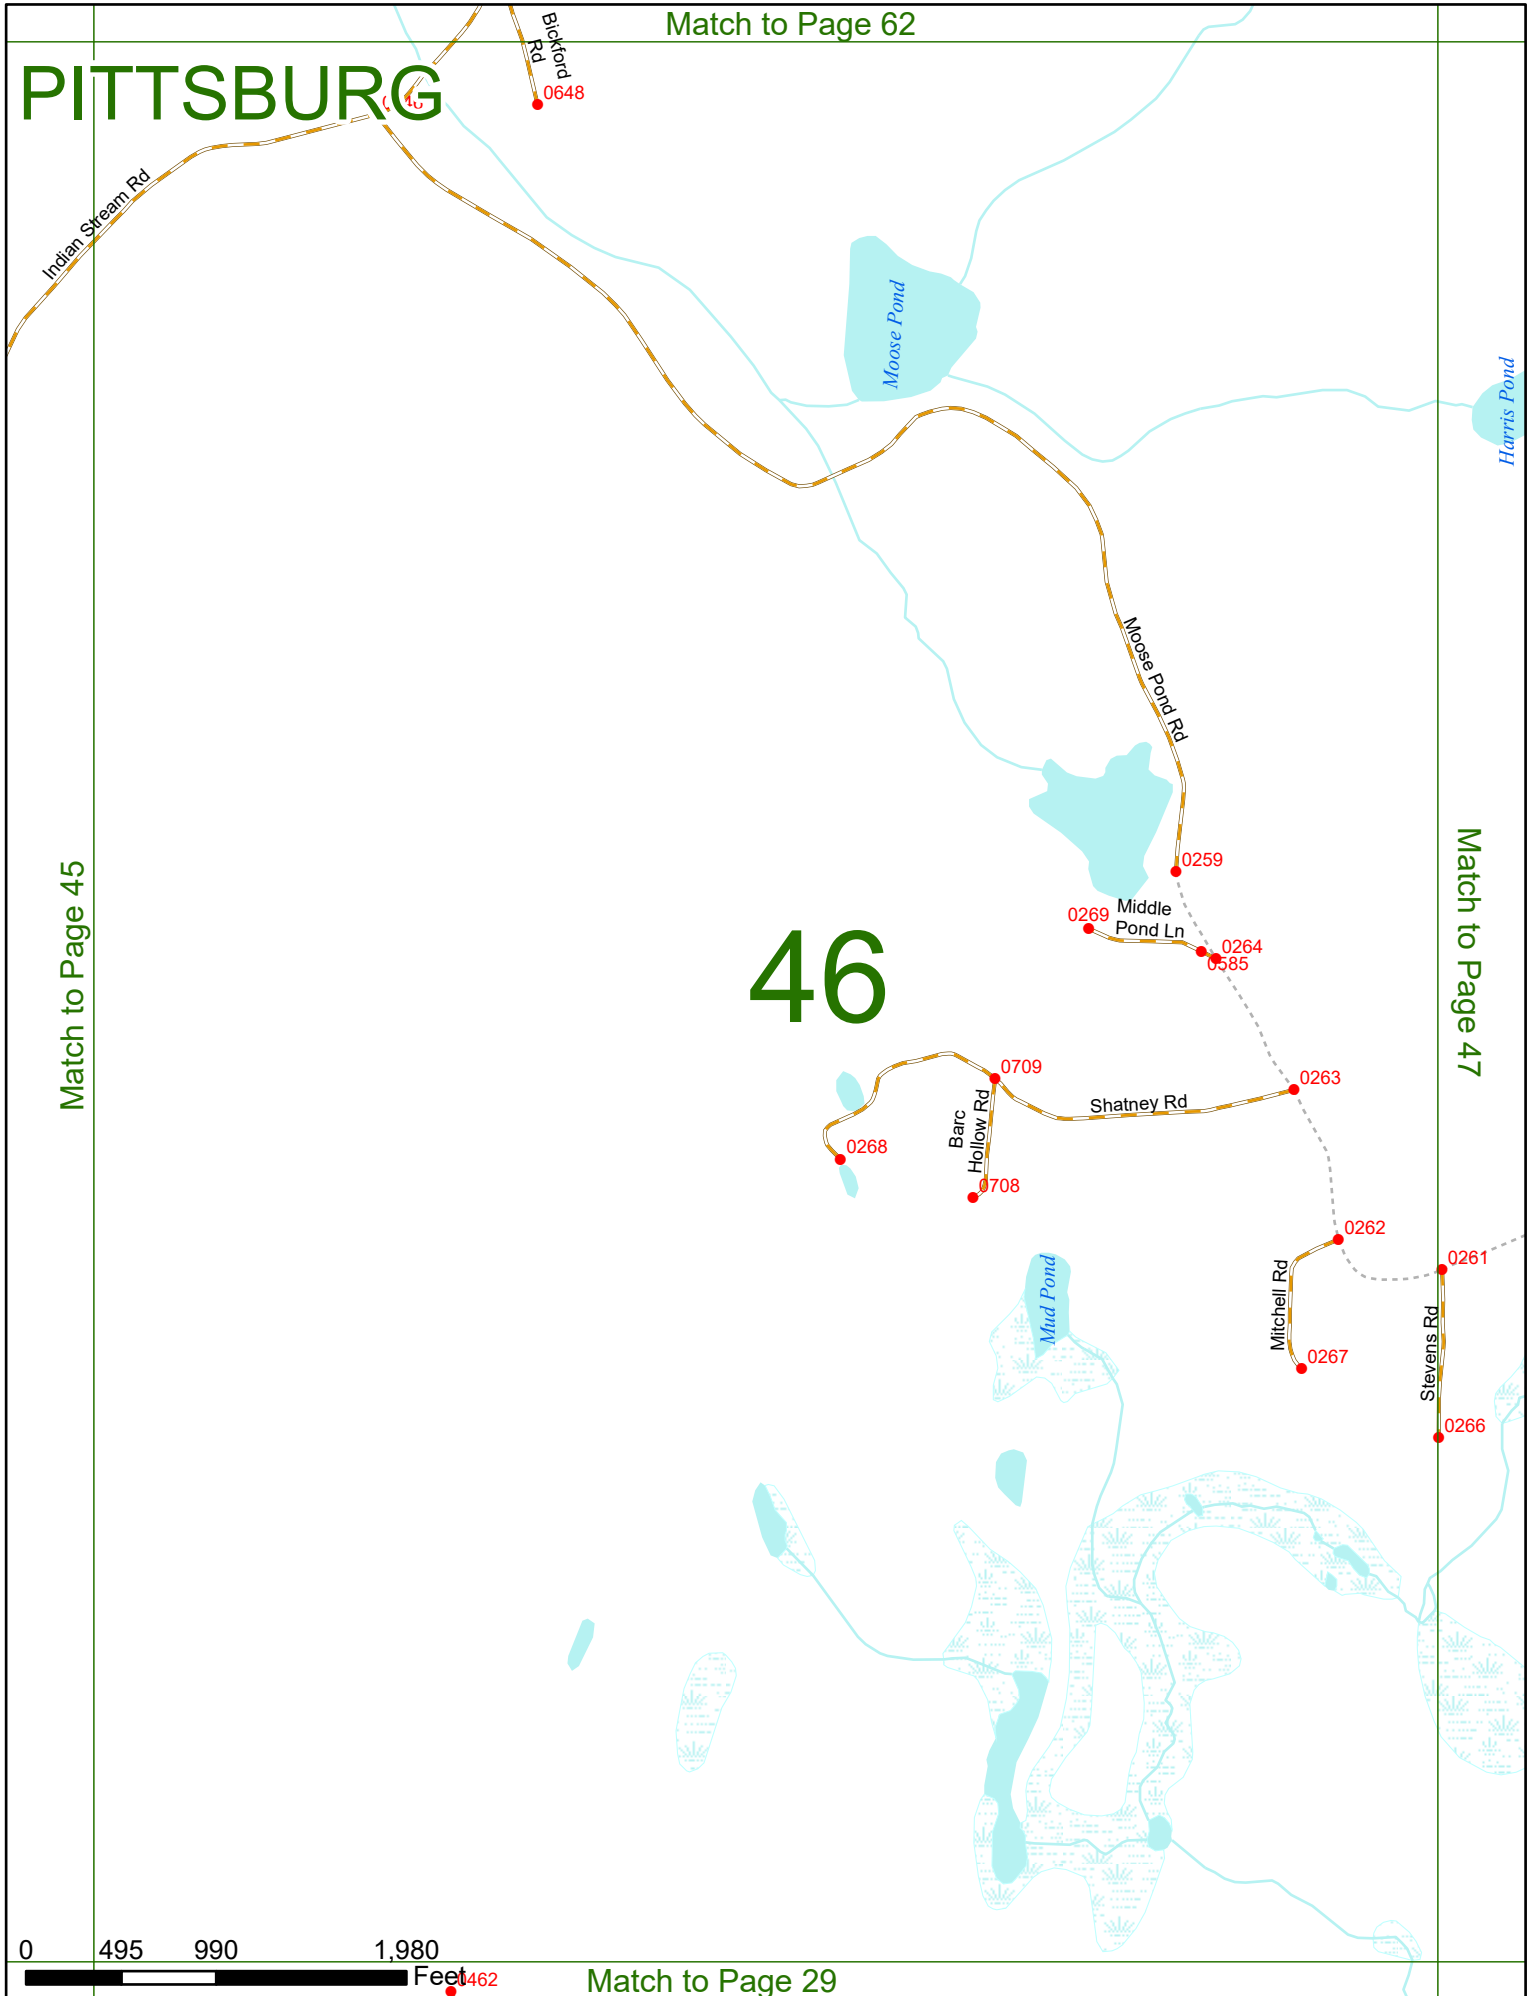 Match to Page 62
PITTSBURG
Bickford
Rd
0648
Indian Stream Rd
Moose Pond
Harris Pond
Moose Pond Rd
Match to Page 45
Match to Page 47
0259
0269
Middle
Pond Ln
0264
0585
46
0709
0263
Shatney Rd
Barc
Hollow Rd
0268
0708
0262
0261
Mud Pond
Mitchell Rd
Stevens Rd
0267
0266
0 495 990 1,980
Feet
0462
Match to Page 29